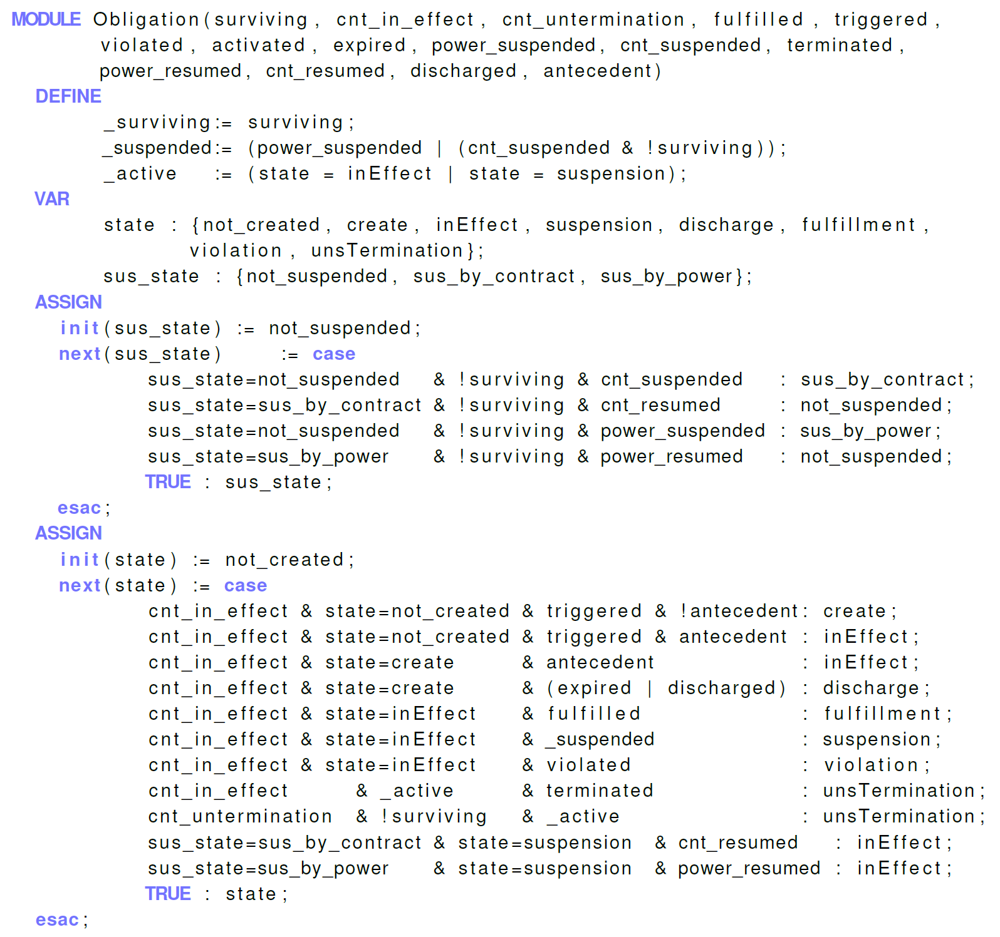 MODULE Obligation(surviving, cnt_in_effect, cnt_untermination, fulfilled, triggered,
violated, activated, expired, power_suspended, cnt_suspended, terminated,
power_resumed, cnt_resumed, discharged, antecedent)
DEFINE
_surviving:= surviving;
_suspended:= (power_suspended | (cnt_suspended & !surviving));
_active := (state = inEffect | state = suspension);
VAR
state : {not_created, create, inEffect, suspension, discharge, fulfillment,
violation, unsTermination};
sus_state : {not_suspended, sus_by_contract, sus_by_power};
ASSIGN
init(sus_state) := not_suspended;
next(sus_state) := case
sus_state=not_suspended & !surviving & cnt_suspended : sus_by_contract;
sus_state=sus_by_contract & !surviving & cnt_resumed : not_suspended;
sus_state=not_suspended & !surviving & power_suspended : sus_by_power;
sus_state=sus_by_power & !surviving & power_resumed : not_suspended;
TRUE : sus_state;
esac;
ASSIGN
init(state) := not_created;
next(state) := case
cnt_in_effect & state=not_created & triggered & !antecedent: create;
cnt_in_effect & state=not_created & triggered & antecedent : inEffect;
cnt_in_effect & state=create & antecedent : inEffect;
cnt_in_effect & state=create & (expired | discharged) : discharge;
cnt_in_effect & state=inEffect & fulfilled : fulfillment;
cnt_in_effect & state=inEffect & _suspended : suspension;
cnt_in_effect & state=inEffect & violated : violation;
cnt_in_effect & _active & terminated : unsTermination;
cnt_untermination & !surviving & _active : unsTermination;
sus_state=sus_by_contract & state=suspension & cnt_resumed : inEffect;
sus_state=sus_by_power & state=suspension & power_resumed : inEffect;
TRUE : state;
esac;